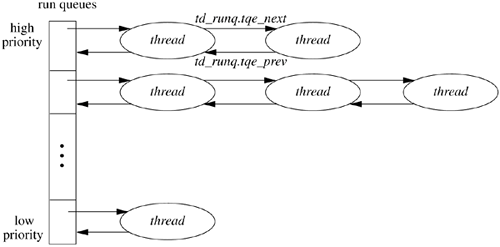 run queues
high
priority
td_runq.tqe_next
thread
thread
td_runq.tqe_prev
thread
thread
thread
low
priority
thread